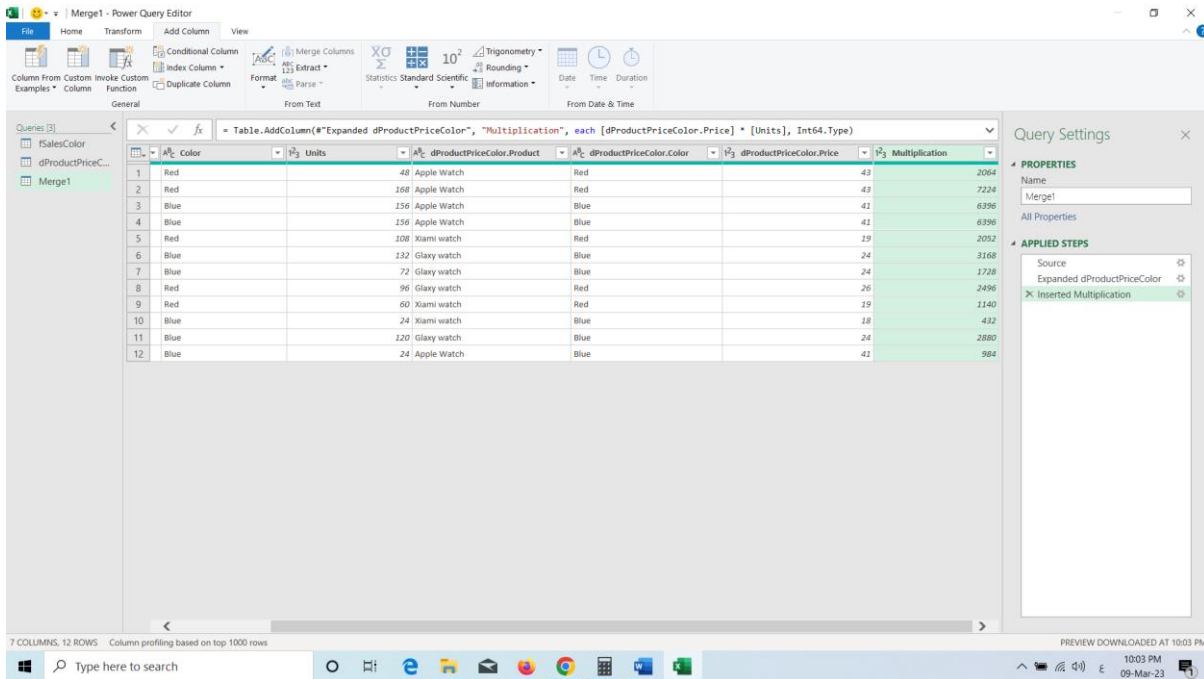 Merge1 - Power Query Editor
File Home Transform Add Column View
Column From Examples
Custom Column
Invoke Custom Function
Conditional Column
Index Column
Duplicate Column
General
Format
Merge Columns
Extract
Parse
From Text
Statistics
Standard
Scientific
Trigonometry
Rounding
Information
From Number
Date
Time
Duration
From Date & Time
Queries [3]
fSalesColor
dProductPriceC...
Merge1
= Table.AddColumn(#"Expanded dProductPriceColor", "Multiplication", each [dProductPriceColor.Price] * [Units], Int64.Type)
Color Units dProductPriceColor.Product dProductPriceColor.Color dProductPriceColor.Price Multiplication
1 Red 48 Apple Watch Red 43 2064
2 Red 168 Apple Watch Red 43 7224
3 Blue 156 Apple Watch Blue 41 6396
4 Blue 156 Apple Watch Blue 41 6396
5 Red 108 Xiami watch Red 19 2052
6 Blue 132 Glaxy watch Blue 24 3168
7 Blue 72 Glaxy watch Blue 24 1728
8 Red 96 Glaxy watch Red 26 2496
9 Red 60 Xiami watch Red 19 1140
10 Blue 24 Xiami watch Blue 18 432
11 Blue 120 Glaxy watch Blue 24 2880
12 Blue 24 Apple Watch Blue 41 984
Query Settings
PROPERTIES
Name
Merge1
All Properties
APPLIED STEPS
Source
Expanded dProductPriceColor
Inserted Multiplication
7 COLUMNS, 12 ROWS Column profiling based on top 1000 rows
PREVIEW DOWNLOADED AT 10:03 PM
Type here to search
ع
10:03 PM
09-Mar-23